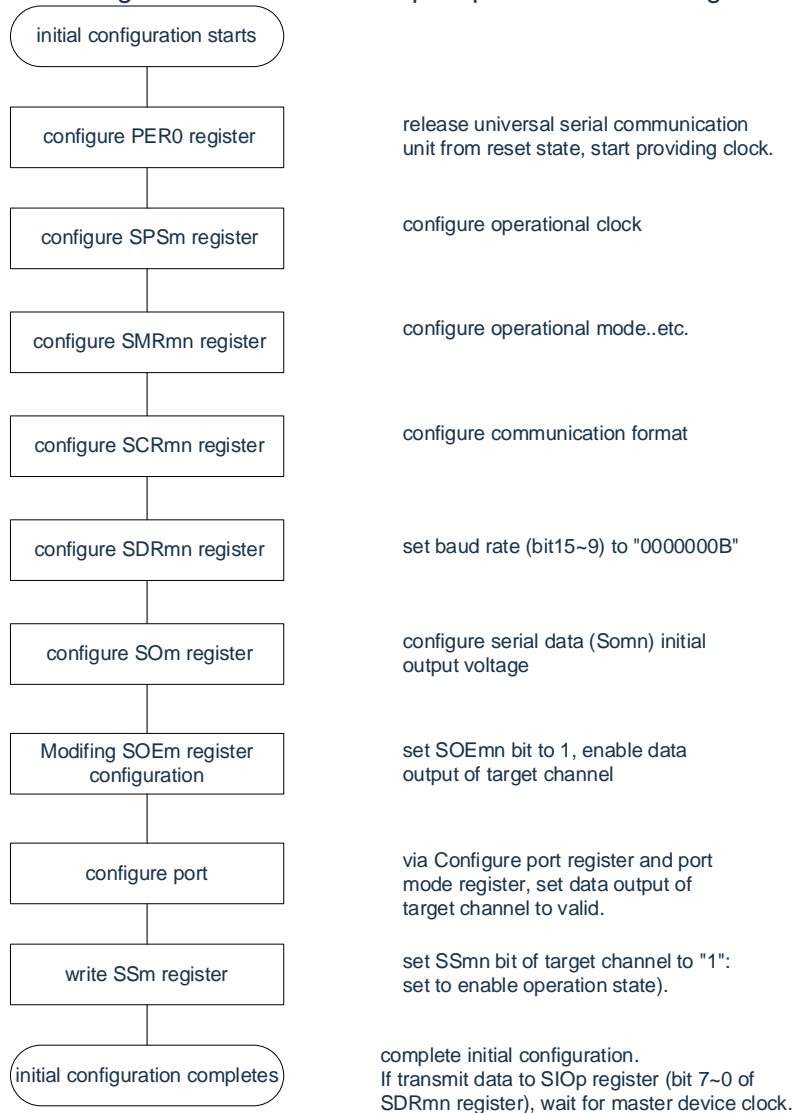 initial configuration starts
configure PER0 register
release universal serial communication
unit from reset state, start providing clock.
configure SPSm register
configure operational clock
configure SMRmn register
configure operational mode..etc.
configure SCRmn register
configure communication format
configure SDRmn register
set baud rate (bit15~9) to "0000000B"
configure SOm register
configure serial data (Somn) initial
output voltage
Modifing SOEm register
configuration
set SOEmn bit to 1, enable data
output of target channel
configure port
via Configure port register and port
mode register, set data output of
target channel to valid.
write SSm register
set SSmn bit of target channel to "1":
set to enable operation state).
initial configuration completes
complete initial configuration.
If transmit data to SIOp register (bit 7~0 of
SDRmn register), wait for master device clock.